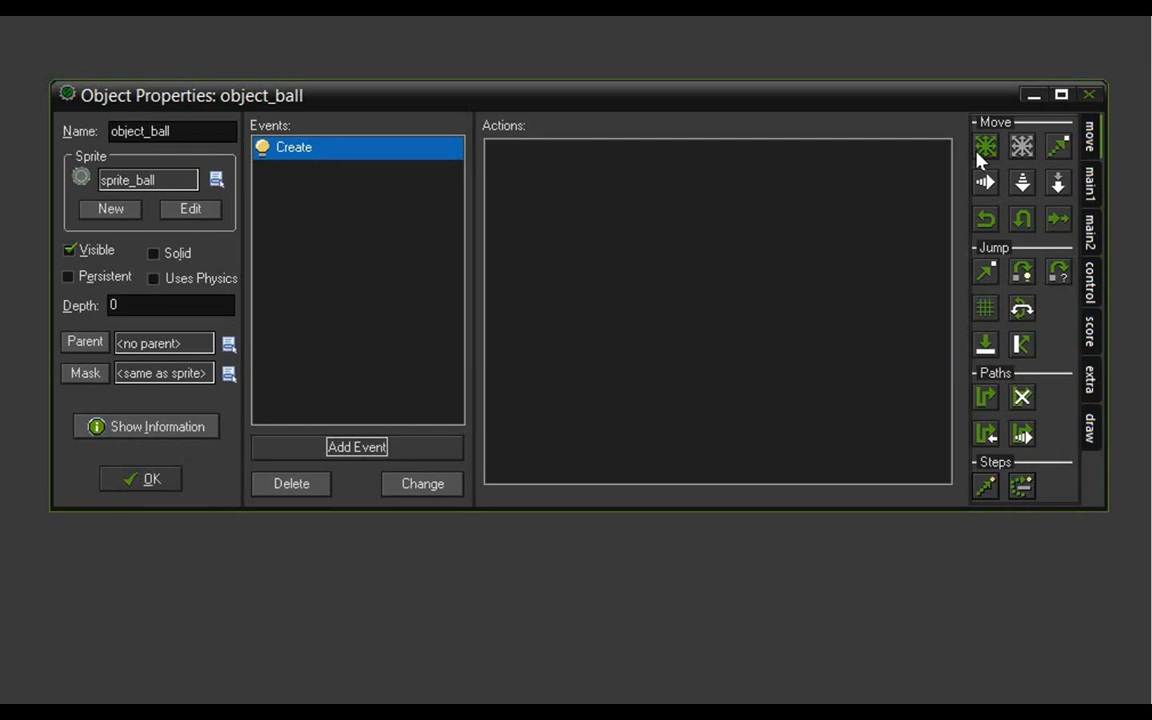 Object Properties: object_ball
Name: object_ball
Sprite
sprite_ball
New Edit
Visible Solid
Persistent Uses Physics
Depth: 0
Parent <no parent>
Mask <same as sprite>
Show Information
OK
Events:
Create
Add Event
Delete Change
Actions:
Move
Jump
Paths
Steps
move
main1
main2
control
score
extra
draw